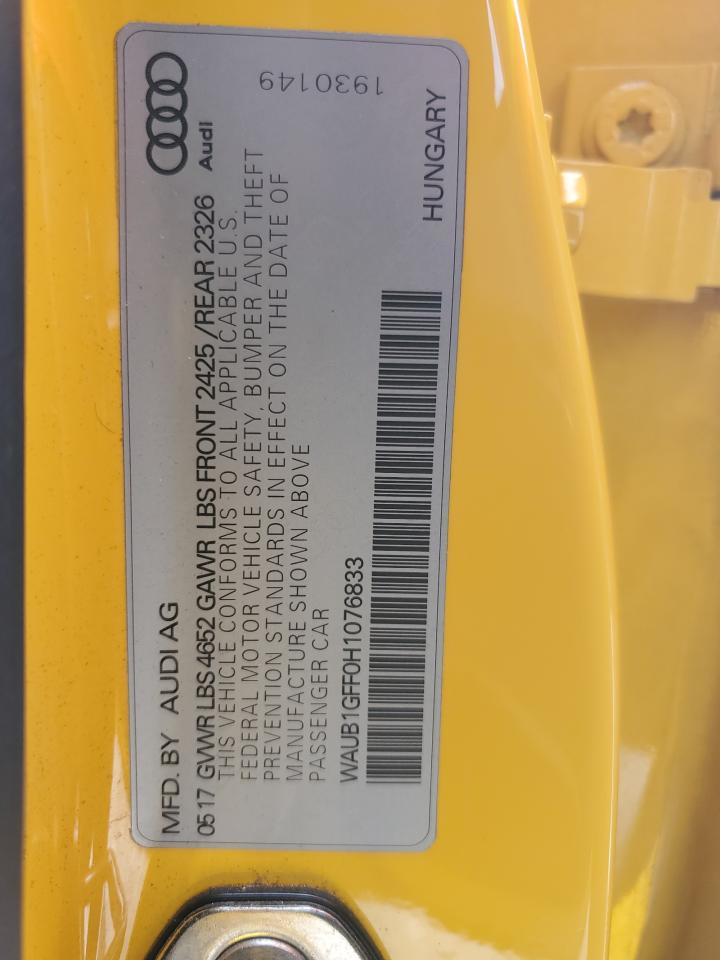 MFD. BY AUDI AG
Audi
0517 GVWR LBS 4652 GAWR LBS FRONT 2425 /REAR 2326
THIS VEHICLE CONFORMS TO ALL APPLICABLE U.S.
FEDERAL MOTOR VEHICLE SAFETY, BUMPER AND THEFT
PREVENTION STANDARDS IN EFFECT ON THE DATE OF
MANUFACTURE SHOWN ABOVE
PASSENGER CAR
WAUB1GFF0H1076833
HUNGARY
1930149